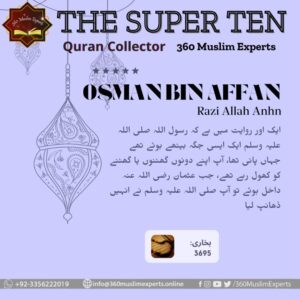 THE SUPER TEN
360 Muslim Experts
Quran Collector 360 Muslim Experts
OSMAN BIN AFFAN
Razi Allah Anhn
ایک اور روایت میں ہے کہ رسول اللہ صلی اللہ
علیہ وسلم ایک ایسی جگہ بیٹھے ہوئے تھے
جہاں پانی تھا، آپ اپنے دونوں گھٹنوں یا گھٹنے
کو کھول رہے تھے، جب عثمان رضی اللہ عنہ
داخل ہوئے تو آپ صلی اللہ علیہ وسلم نے انہیں
ڈھانپ لیا
بخاری:
3695
+92-3356222019 info@360muslimexperts.online /360MuslimExperts